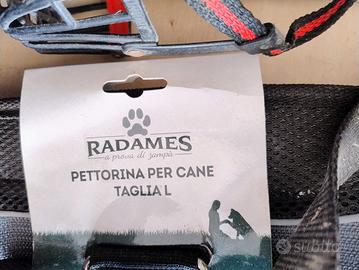 RADAMES
a prova di zampa
PETTORINA PER CANE
TAGLIA L
subito